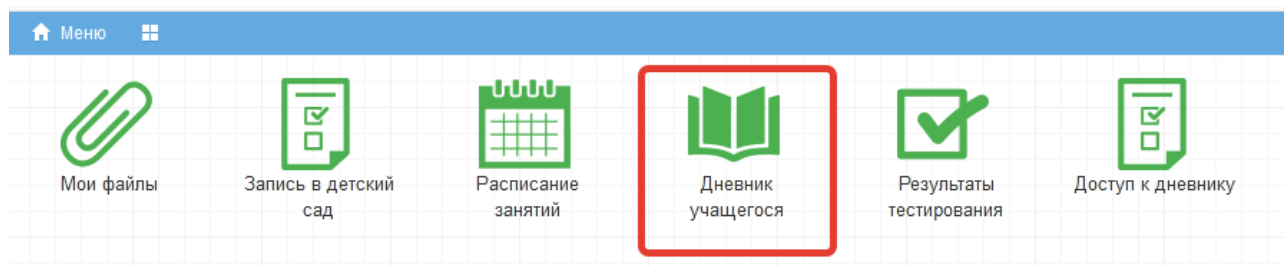 Меню
Мои файлы
Запись в детский
сад
Расписание
занятий
Дневник
учащегося
Результаты
тестирования
Доступ к дневнику